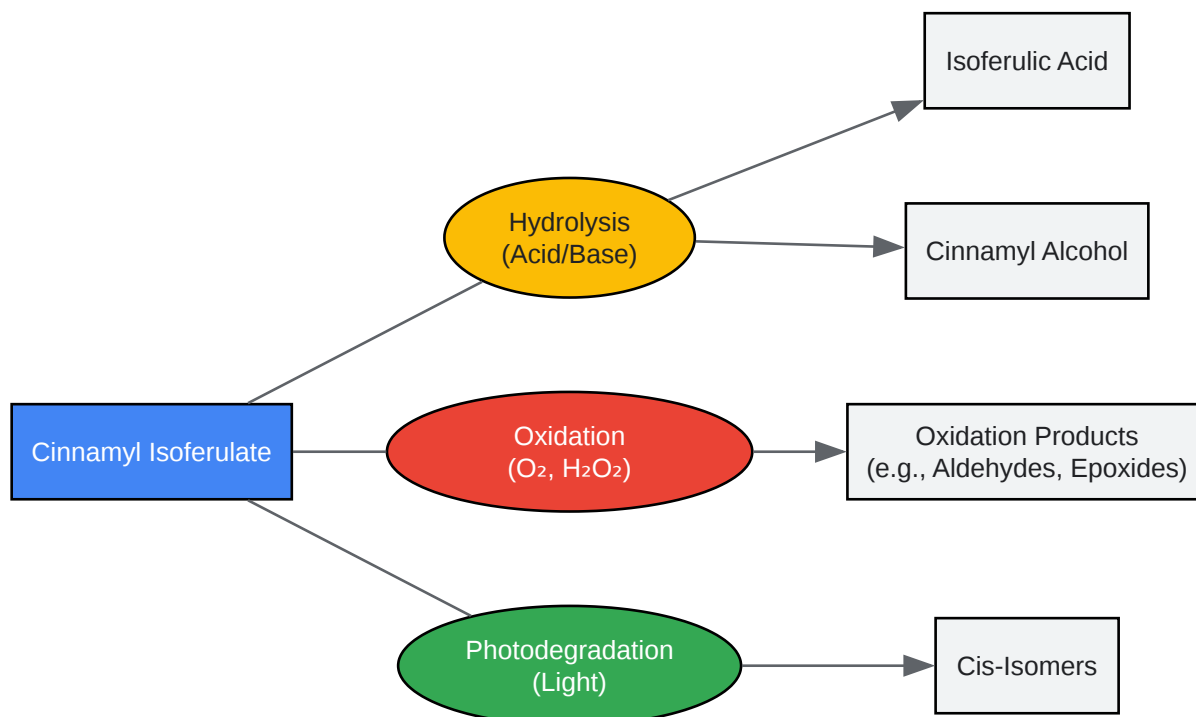 Isoferulic Acid
Hydrolysis
(Acid/Base)
Cinnamyl Alcohol
Cinnamyl Isoferulate
Oxidation
(O₂, H₂O₂)
Oxidation Products
(e.g., Aldehydes, Epoxides)
Photodegradation
(Light)
Cis-Isomers